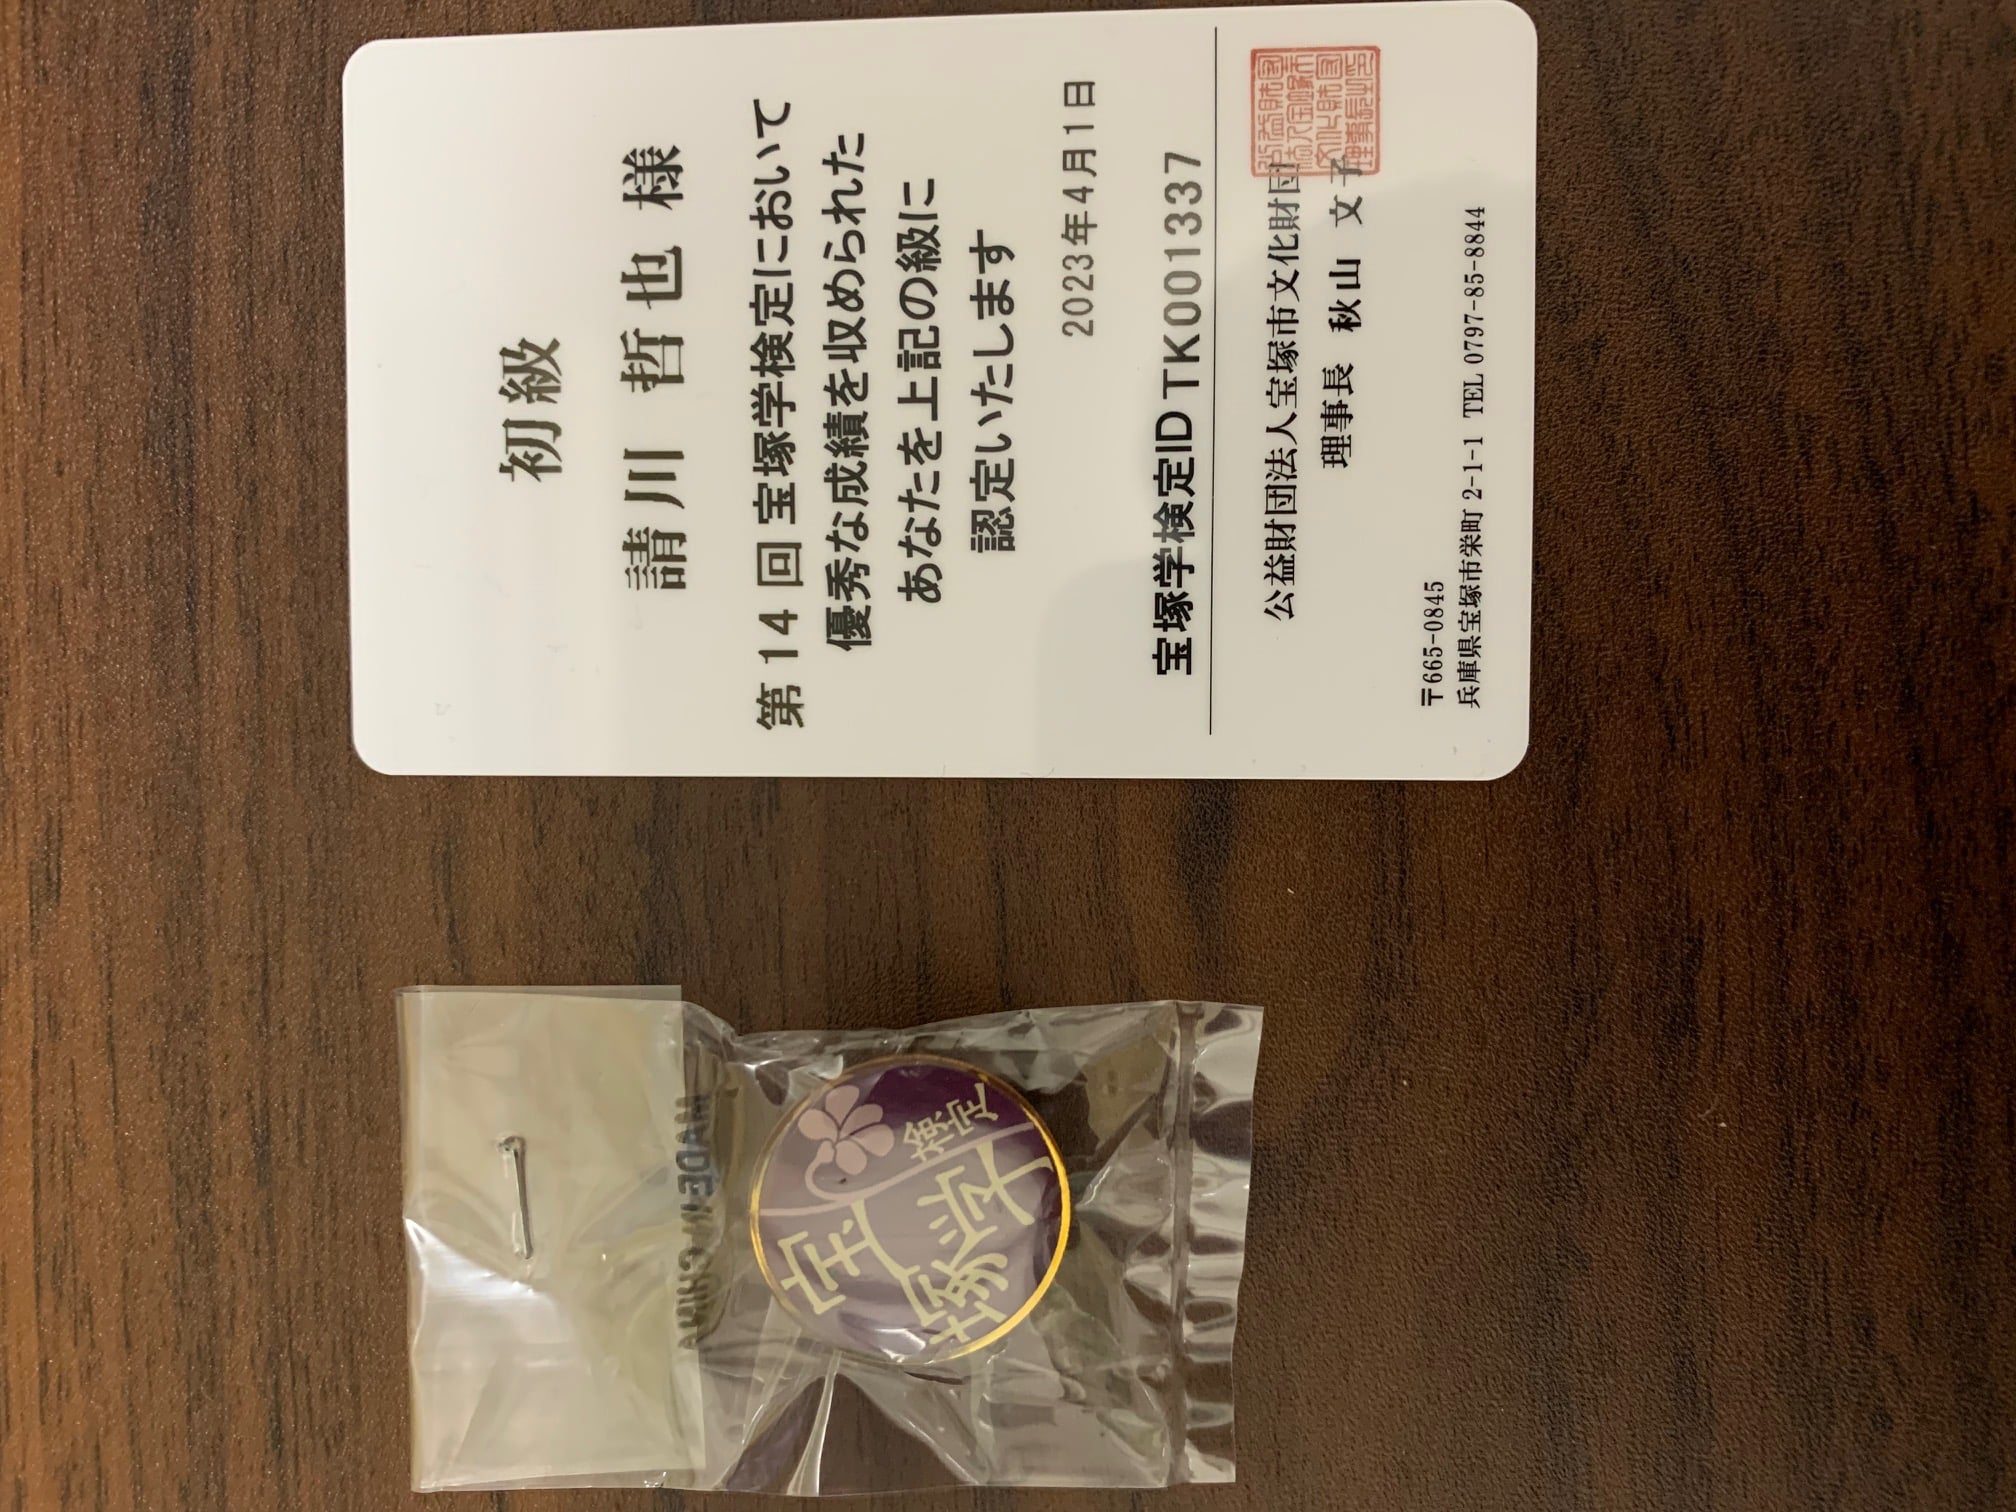 初級
請川 哲也 様
第14回 宝塚学検定において
優秀な成績を収められた
あなたを上記の級に
認定いたします
2023年4月1日
宝塚学検定ID TK001337
公益財団法人宝塚市文化財団
理事長 秋山 文子
〒665-0845
兵庫県宝塚市栄町 2-1-1 TEL 0797-85-8844
宝塚学
検定
MADE IN CHINA